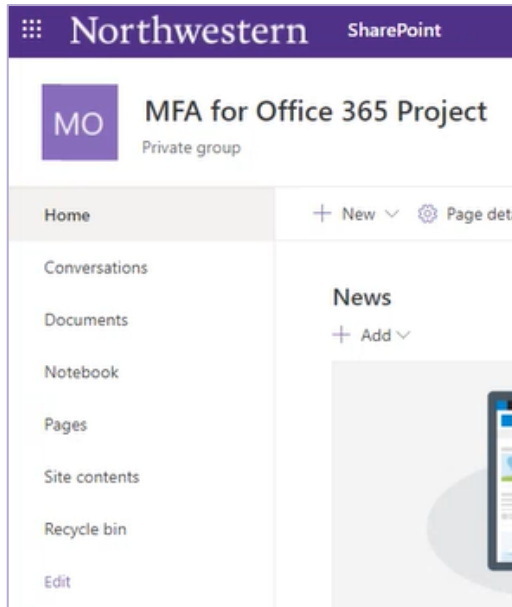 Northwestern SharePoint
MO
MFA for Office 365 Project
Private group
Home
New
Page
Conversations
News
Documents
Add
Notebook
Pages
Site contents
Recycle bin
Edit